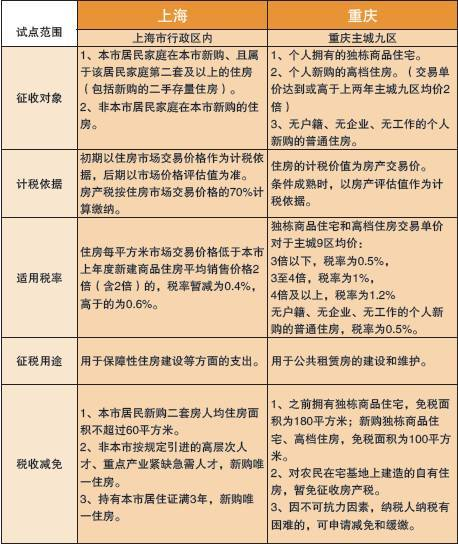 试点范围
上海
重庆
上海市行政区内
重庆主城九区
征收对象
1、本市居民家庭在本市新购、且属
于该居民家庭第二套及以上的住房
（包括新购的二手存量住房）。
2、非本市居民家庭在本市新购的住
房。
1、个人拥有的独栋商品住宅。
2、个人新购的高档住房。（交易单
价达到或高于上两年主城九区均价2
倍）
3、无户籍、无企业、无工作的个人
新购的普通住房。
计税依据
初期以住房市场交易价格作为计税依
据，后期以市场价格评估值为准。
房产税按住房市场交易价格的70%计
算缴纳。
住房的计税价值为房产交易价。
条件成熟时，以房产评估值作为计
税依据。
适用税率
住房每平方米市场交易价格低于本市
上年度新建商品住房平均销售价格2
倍（含2倍）的，税率暂减为0.4%，
高于的为0.6%。
独栋商品住宅和高档住房交易单价
对于主城9区均价：
3倍以下，税率为0.5%，
3至4倍，税率为1%，
4倍及以上，税率为1.2%
无户籍、无企业、无工作的个人新
购的普通住房，税率为0.5%。
征税用途
用于保障性住房建设等方面的支出。
用于公共租赁房的建设和维护。
税收减免
1、本市居民新购二套房人均住房面
积不超过60平方米。
2、非本市按规定引进的高层次人
才、重点产业紧缺急需人才，新购唯
一住房。
3、持有本市居住证满3年，新购唯
一住房。
1、之前拥有独栋商品住宅，免税面
积为180平方米；新购独栋商品住
宅、高档住房，免税面积为100平方
米。
2、对农民在宅基地上建造的自有住
房，暂免征收房产税。
3、因不可抗力因素，纳税人纳税有
困难的，可申请减免和缓缴。